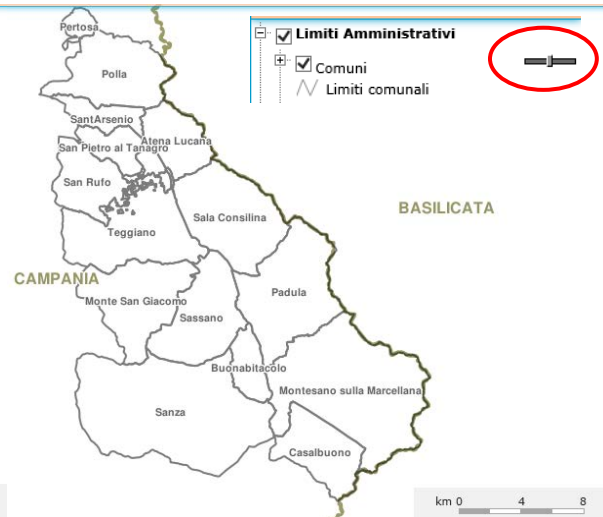 Pertosa
Limiti Amministrativi
Comuni
Limiti comunali
Polla
SantArsenio
Atena Lucana
San Pietro al Tanagro
San Rufo
BASILICATA
Sala Consilina
Teggiano
CAMPANIA
Padula
Monte San Giacomo
Sassano
Buonabitacolo
Montesano sulla Marcellana
Sanza
Casalbuono
km 0 4 8